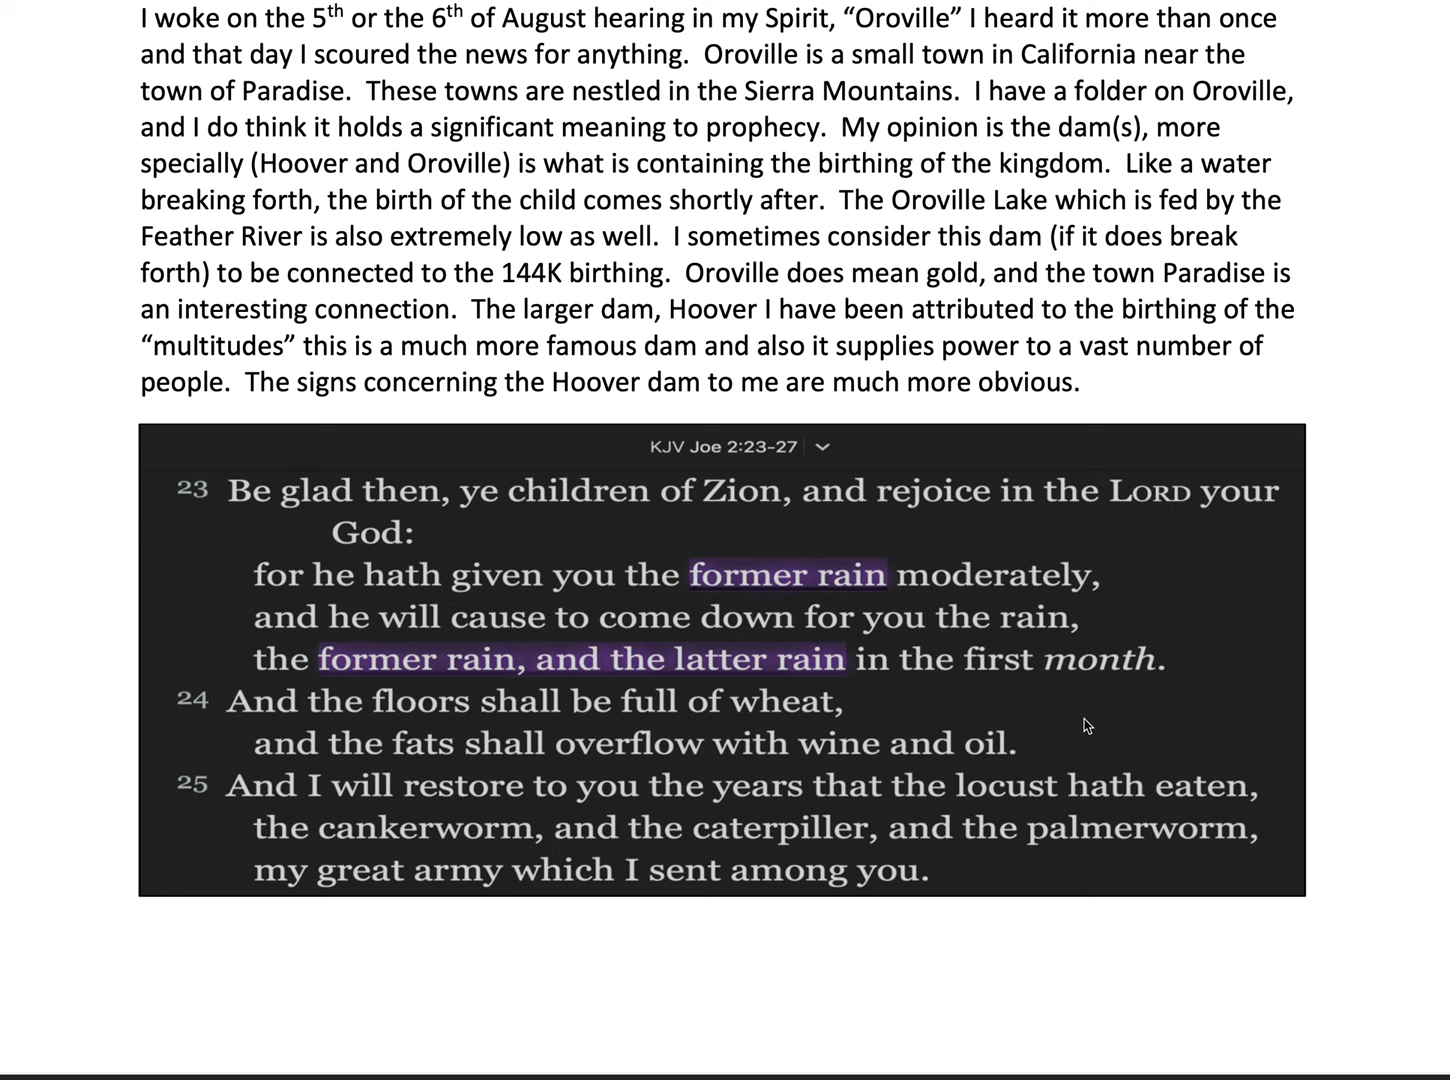 I woke on the 5th or the 6th of August hearing in my Spirit, “Oroville” I heard it more than once
and that day I scoured the news for anything.  Oroville is a small town in California near the
town of Paradise.  These towns are nestled in the Sierra Mountains.  I have a folder on Oroville,
and I do think it holds a significant meaning to prophecy.  My opinion is the dam(s), more
specially (Hoover and Oroville) is what is containing the birthing of the kingdom.  Like a water
breaking forth, the birth of the child comes shortly after.  The Oroville Lake which is fed by the
Feather River is also extremely low as well.  I sometimes consider this dam (if it does break
forth) to be connected to the 144K birthing.  Oroville does mean gold, and the town Paradise is
an interesting connection.  The larger dam, Hoover I have been attributed to the birthing of the
“multitudes” this is a much more famous dam and also it supplies power to a vast number of
people.  The signs concerning the Hoover dam to me are much more obvious.
KJV Joe 2:23-27
23 Be glad then, ye children of Zion, and rejoice in the LORD your
God:
for he hath given you the former rain moderately,
and he will cause to come down for you the rain,
the former rain, and the latter rain in the first month.
24 And the floors shall be full of wheat,
and the fats shall overflow with wine and oil.
25 And I will restore to you the years that the locust hath eaten,
the cankerworm, and the caterpiller, and the palmerworm,
my great army which I sent among you.